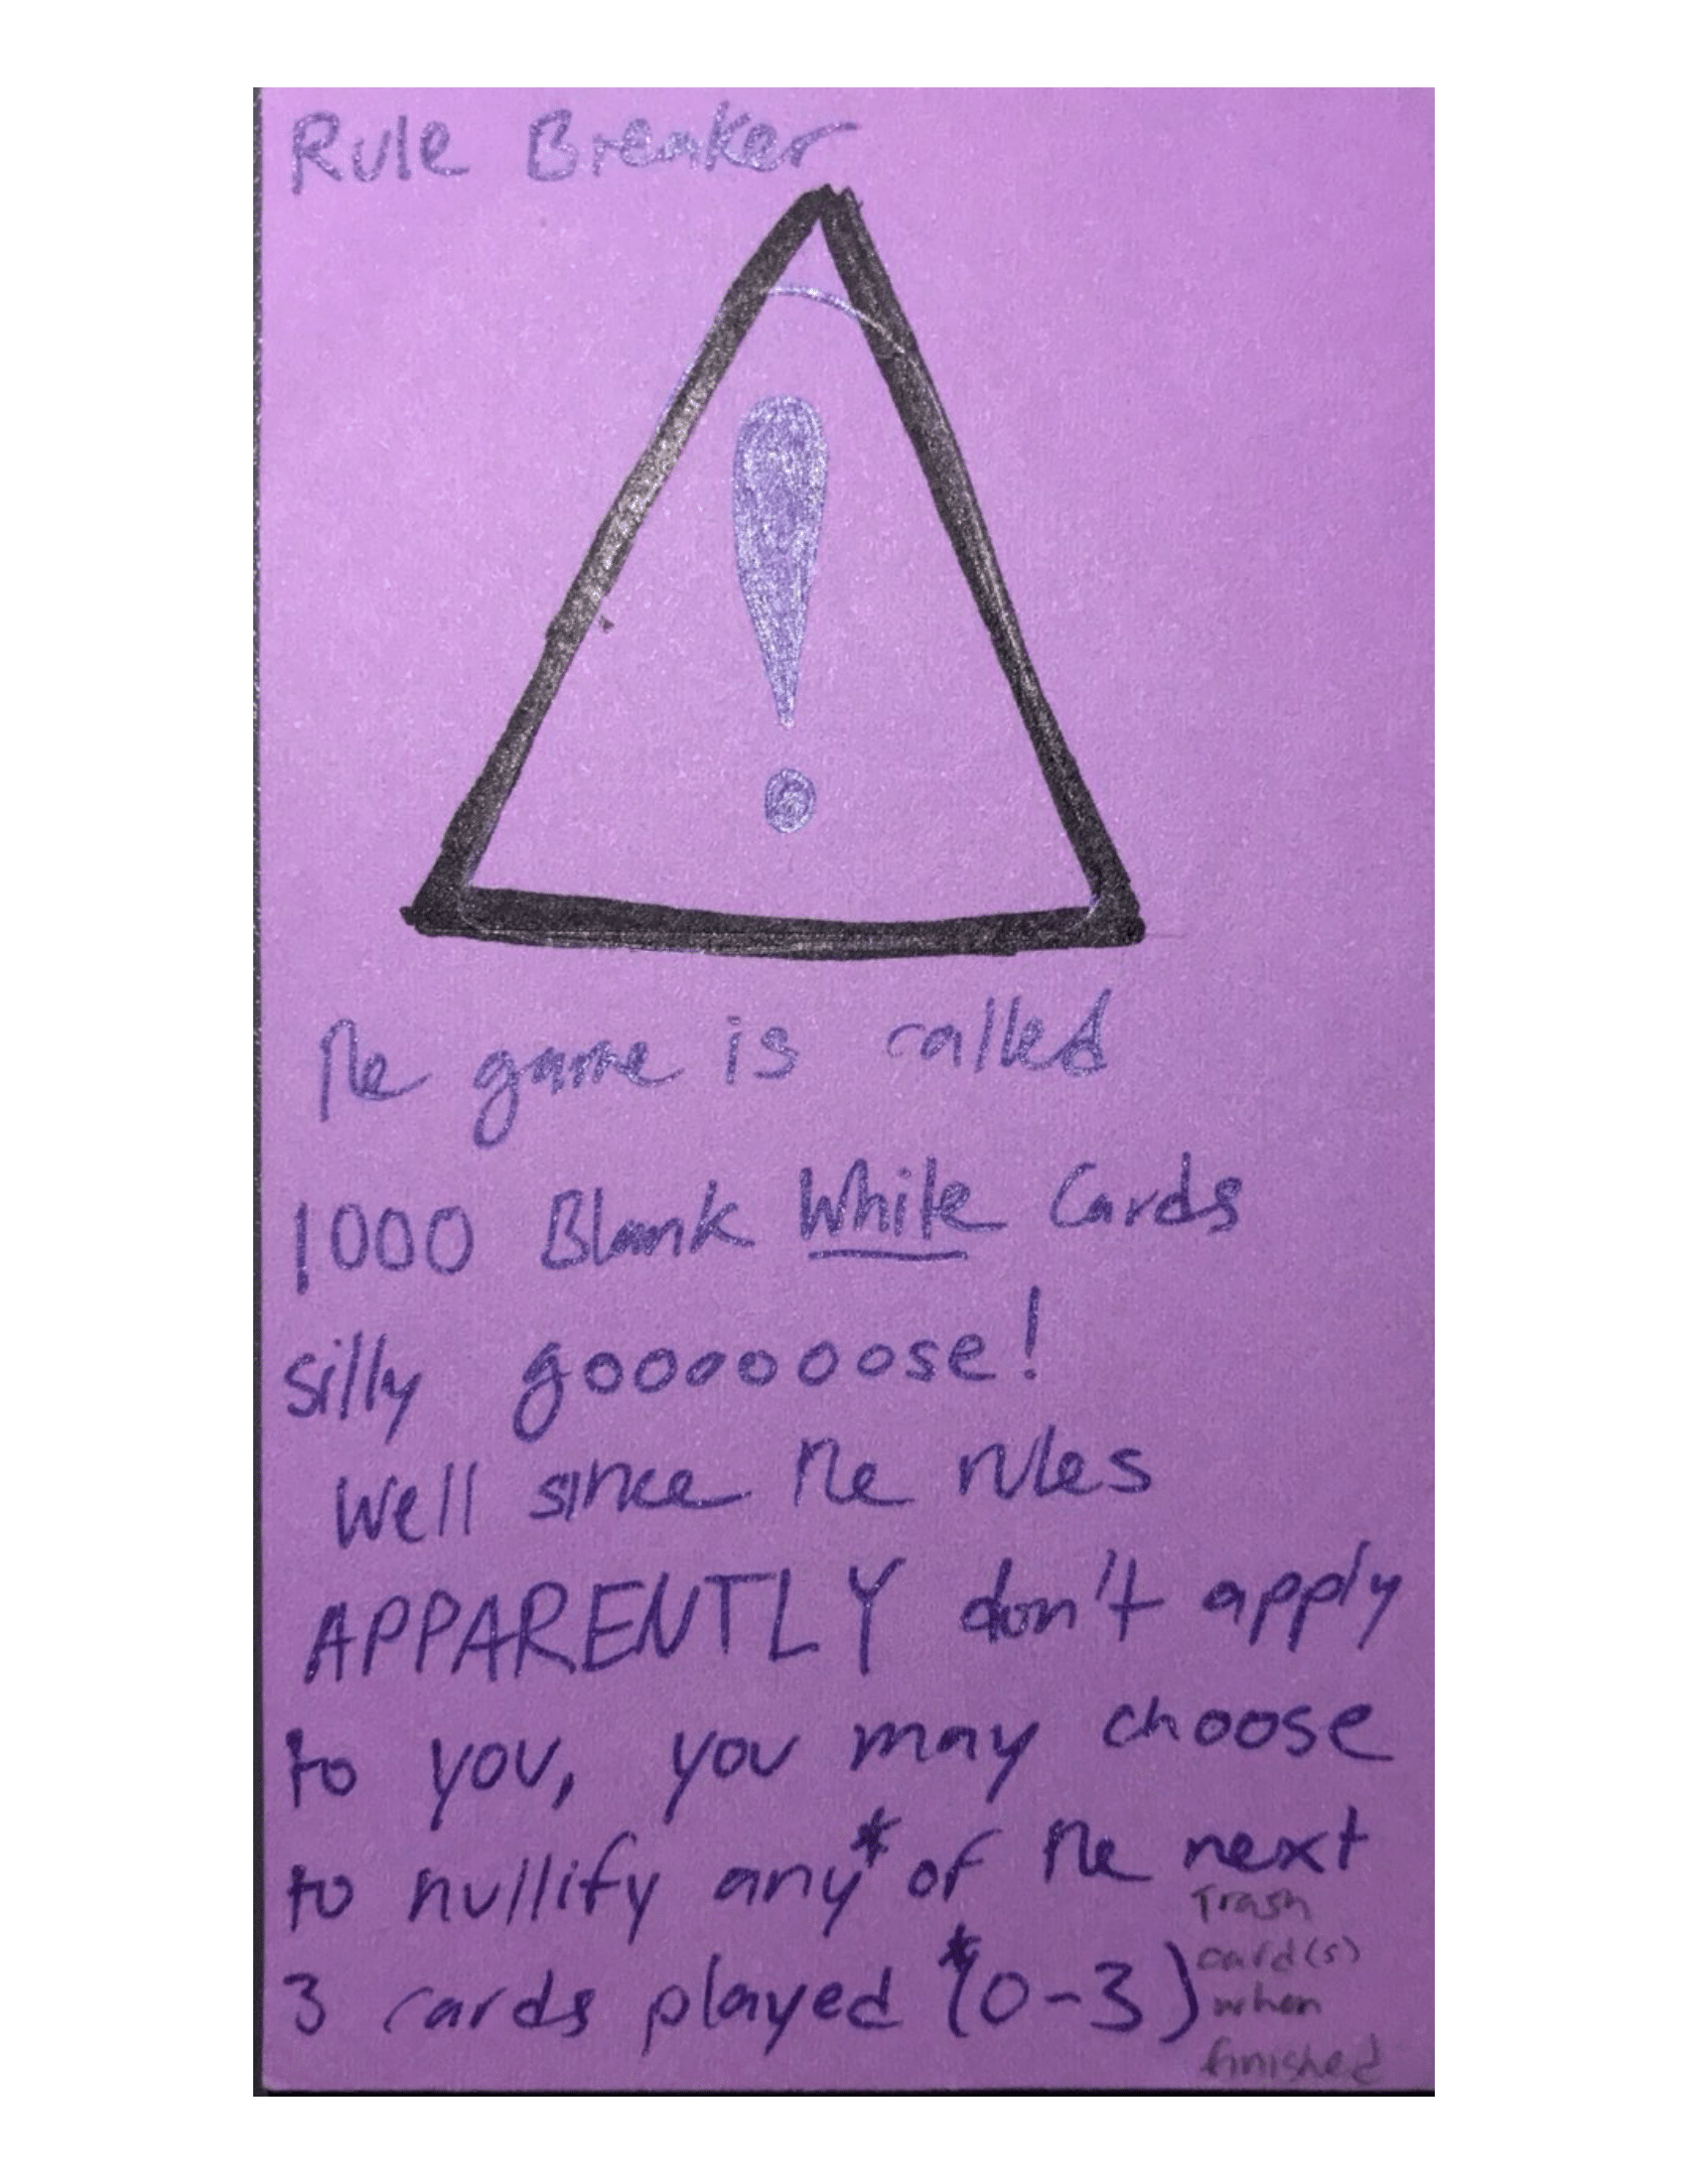 Rule Breaker
The game is called
1000 Blank White Cards
silly goooooose!
Well since the rules
APPARENTLY don't apply
to you, you may choose
to nullify any* of the next
3 cards played *(0-3)
Trash
card(s)
when
finished